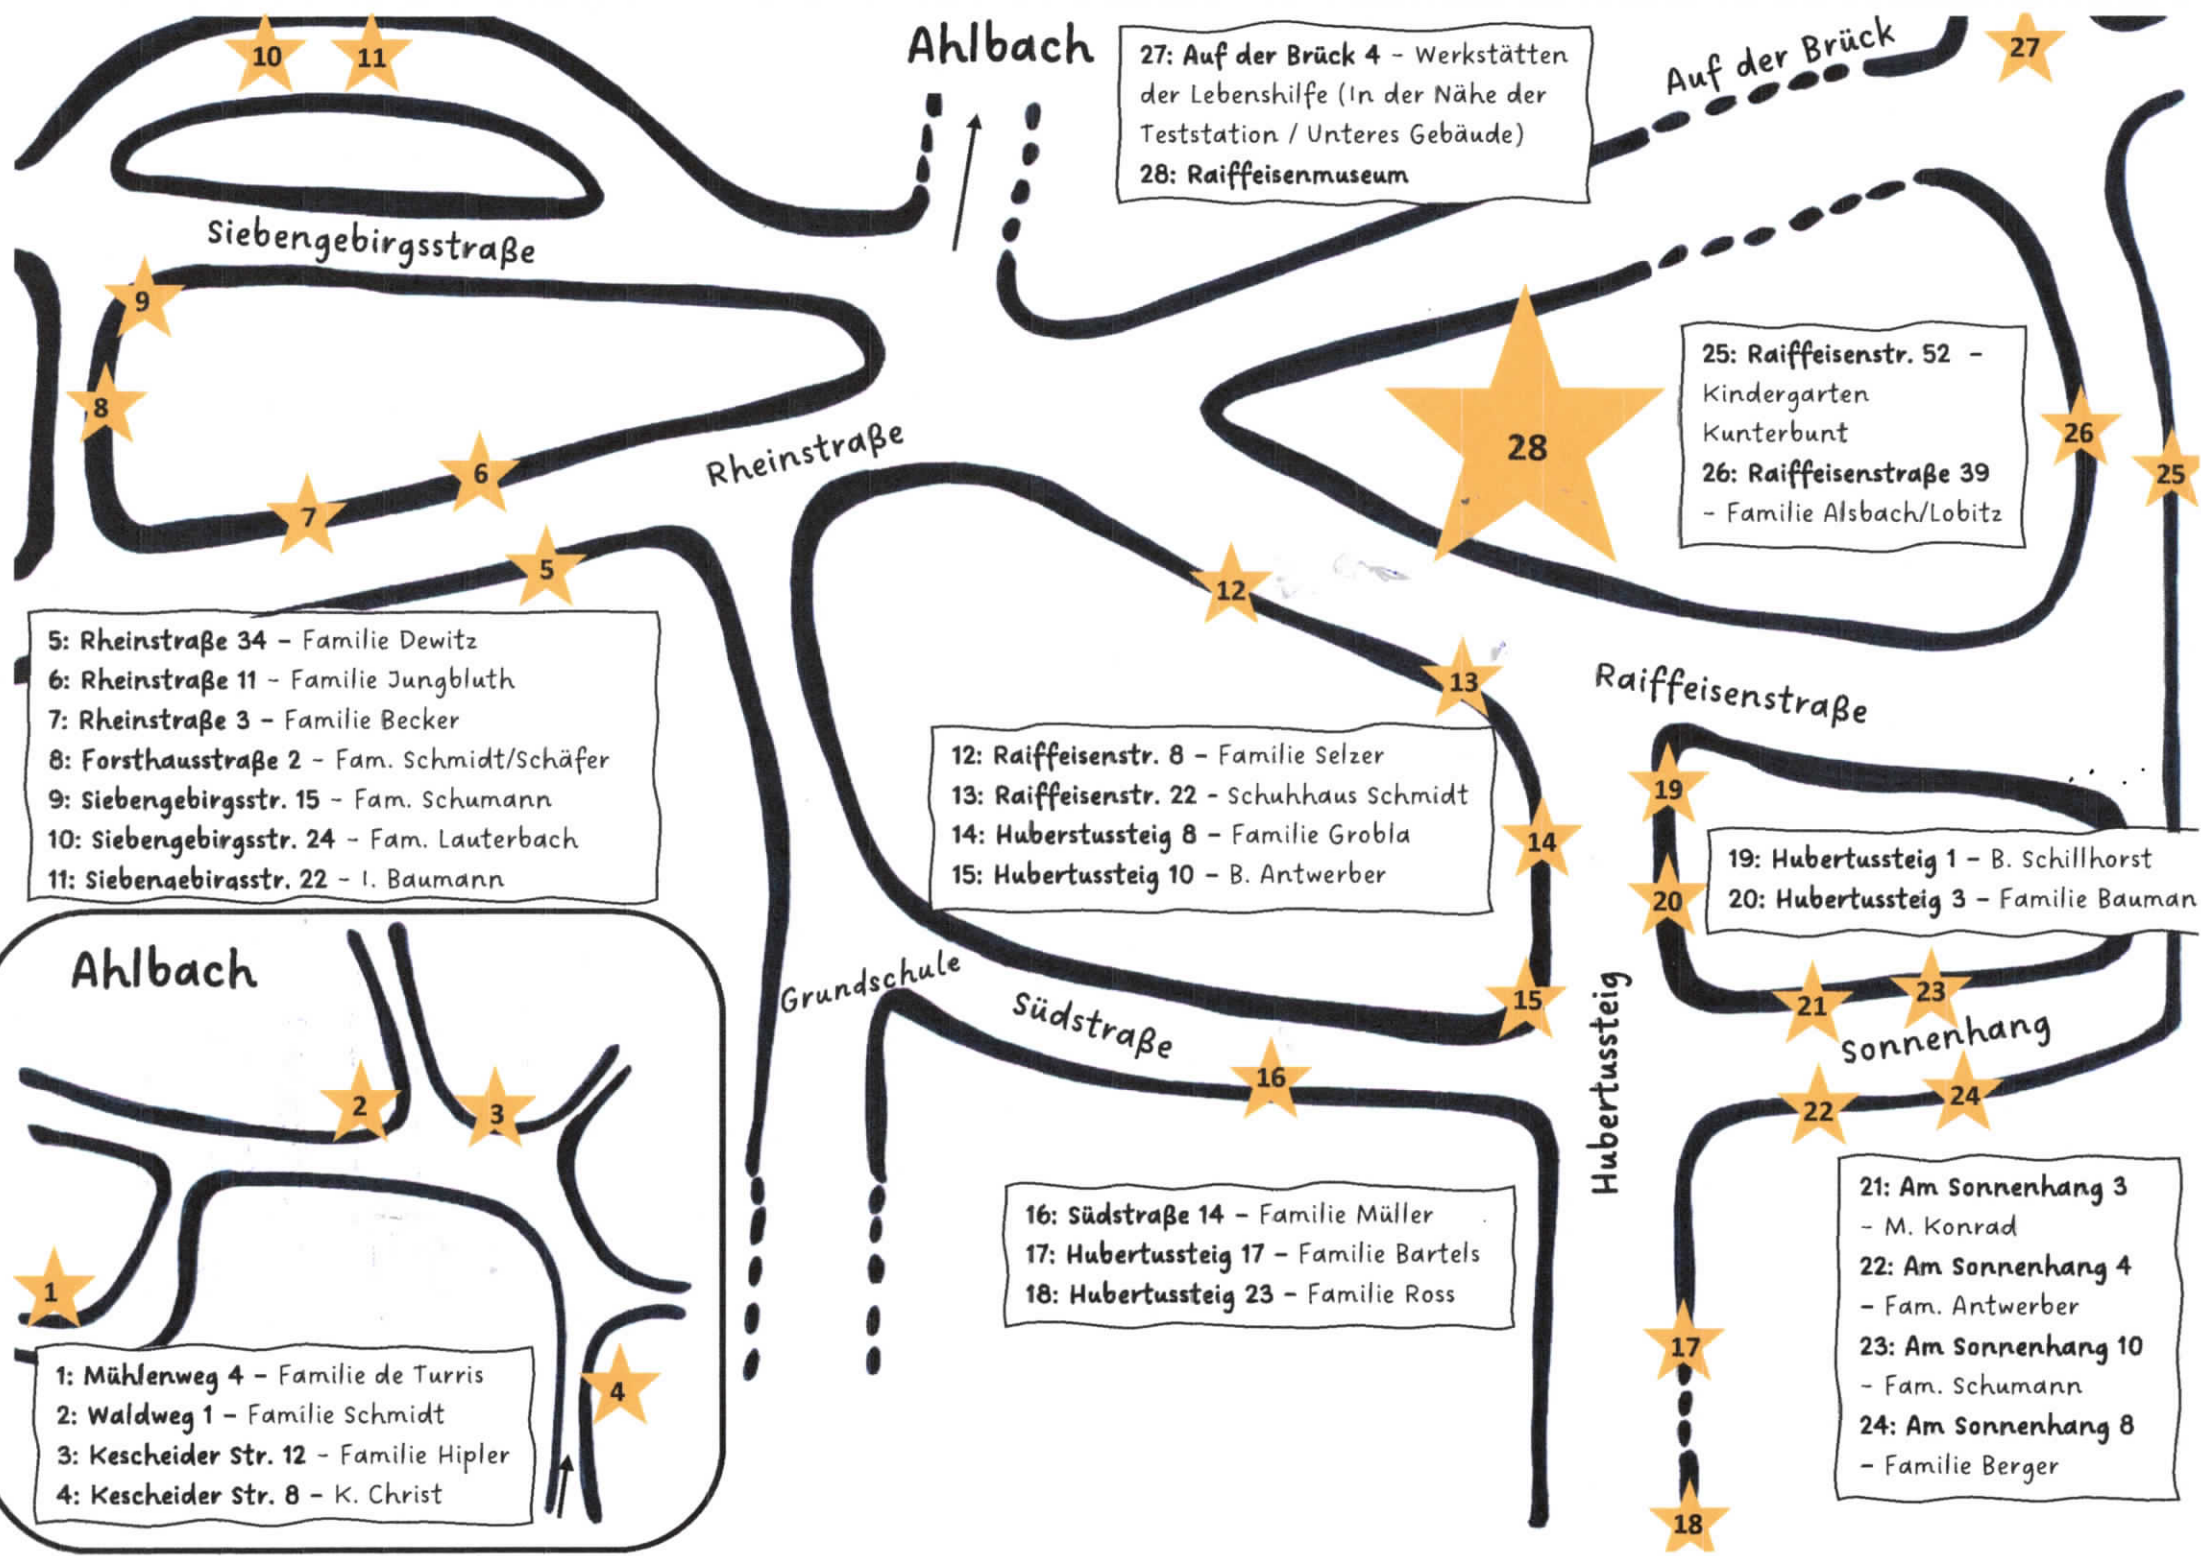 10
11
Ahlbach
27: Auf der Brück 4 - Werkstätten
der Lebenshilfe (In der Nähe der
Teststation / Unteres Gebäude)
28: Raiffeisenmuseum
Auf der Brück
27
Siebengebirgsstraße
9
8
7
6
Rheinstraße
28
25: Raiffeisenstr. 52 -
Kindergarten
Kunterbunt
26: Raiffeisenstraße 39
- Familie Alsbach/Lobitz
26
25
5
12
13
5: Rheinstraße 34 - Familie Dewitz
6: Rheinstraße 11 - Familie Jungbluth
7: Rheinstraße 3 - Familie Becker
8: Forsthausstraße 2 - Fam. Schmidt/Schäfer
9: Siebengebirgsstr. 15 - Fam. Schumann
10: Siebengebirgsstr. 24 - Fam. Lauterbach
11: Siebengebirgsstr. 22 - I. Baumann
Raiffeisenstraße
12: Raiffeisenstr. 8 - Familie Selzer
13: Raiffeisenstr. 22 - Schuhhaus Schmidt
14: Huberstussteig 8 - Familie Grobla
15: Hubertussteig 10 - B. Antwerber
14
15
19
20
19: Hubertussteig 1 - B. Schillhorst
20: Hubertussteig 3 - Familie Bauman
Grundschule
Südstraße
16
Hubertussteig
21
23
Sonnenhang
22
24
Ahlbach
2
3
1
4
1: Mühlenweg 4 - Familie de Turris
2: Waldweg 1 - Familie Schmidt
3: Kescheider Str. 12 - Familie Hipler
4: Kescheider Str. 8 - K. Christ
16: Südstraße 14 - Familie Müller
17: Hubertussteig 17 - Familie Bartels
18: Hubertussteig 23 - Familie Ross
17
18
21: Am Sonnenhang 3
- M. Konrad
22: Am Sonnenhang 4
- Fam. Antwerber
23: Am Sonnenhang 10
- Fam. Schumann
24: Am Sonnenhang 8
- Familie Berger